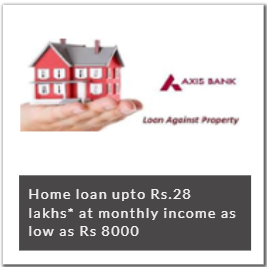 AXIS BANK
Loan Against Property
Home loan upto Rs.28
lakhs* at monthly income as
low as Rs 8000